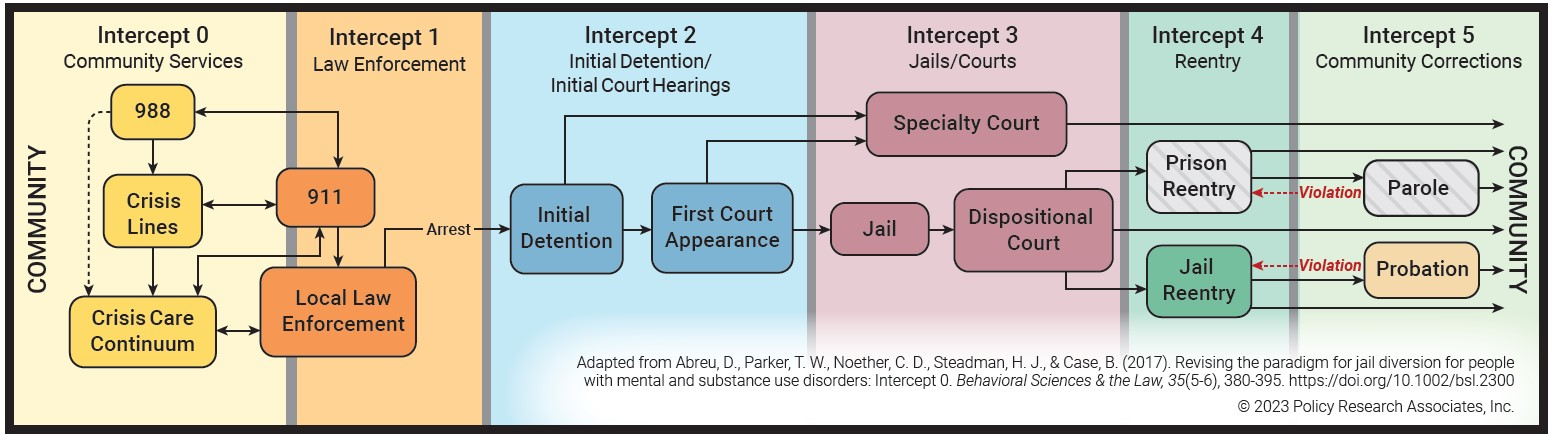 Intercept 0
Community Services
Intercept 1
Law Enforcement
Intercept 2
Initial Detention/
Initial Court Hearings
Intercept 3
Jails/Courts
Intercept 4
Reentry
Intercept 5
Community Corrections
COMMUNITY
988
Crisis
Lines
Crisis Care
Continuum
911
Local Law
Enforcement
Arrest
Initial
Detention
First Court
Appearance
Specialty Court
Jail
Dispositional
Court
Prison
Reentry
Violation
Parole
Jail
Reentry
Violation
Probation
COMMUNITY
Adapted from Abreu, D., Parker, T. W., Noether, C. D., Steadman, H. J., & Case, B. (2017). Revising the paradigm for jail diversion for people
with mental and substance use disorders: Intercept 0. Behavioral Sciences & the Law, 35(5-6), 380-395. https://doi.org/10.1002/bsl.2300
© 2023 Policy Research Associates, Inc.